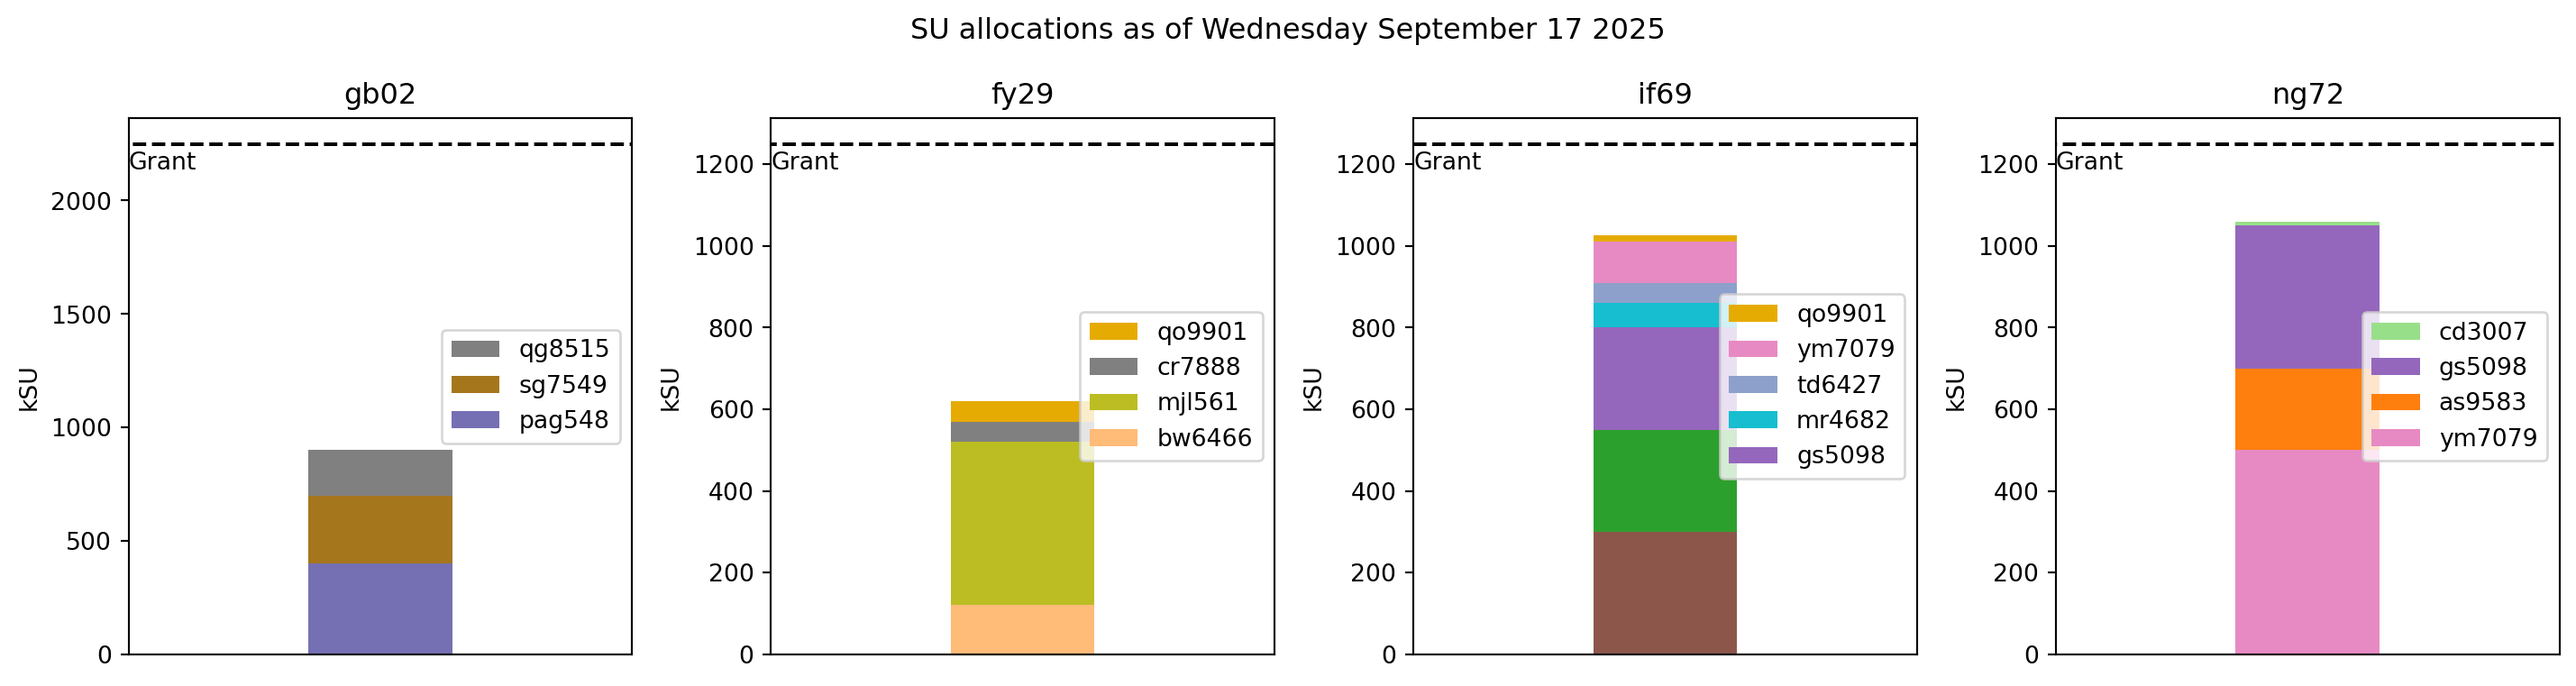 SU allocations as of Wednesday September 17 2025
gb02
kSU
2000
1500
1000
500
0
Grant
qg8515
sg7549
pag548
fy29
kSU
1200
1000
800
600
400
200
0
Grant
qo9901
cr7888
mjl561
bw6466
if69
kSU
1200
1000
800
600
400
200
0
Grant
qo9901
ym7079
td6427
mr4682
gs5098
ng72
kSU
1200
1000
800
600
400
200
0
Grant
cd3007
gs5098
as9583
ym7079